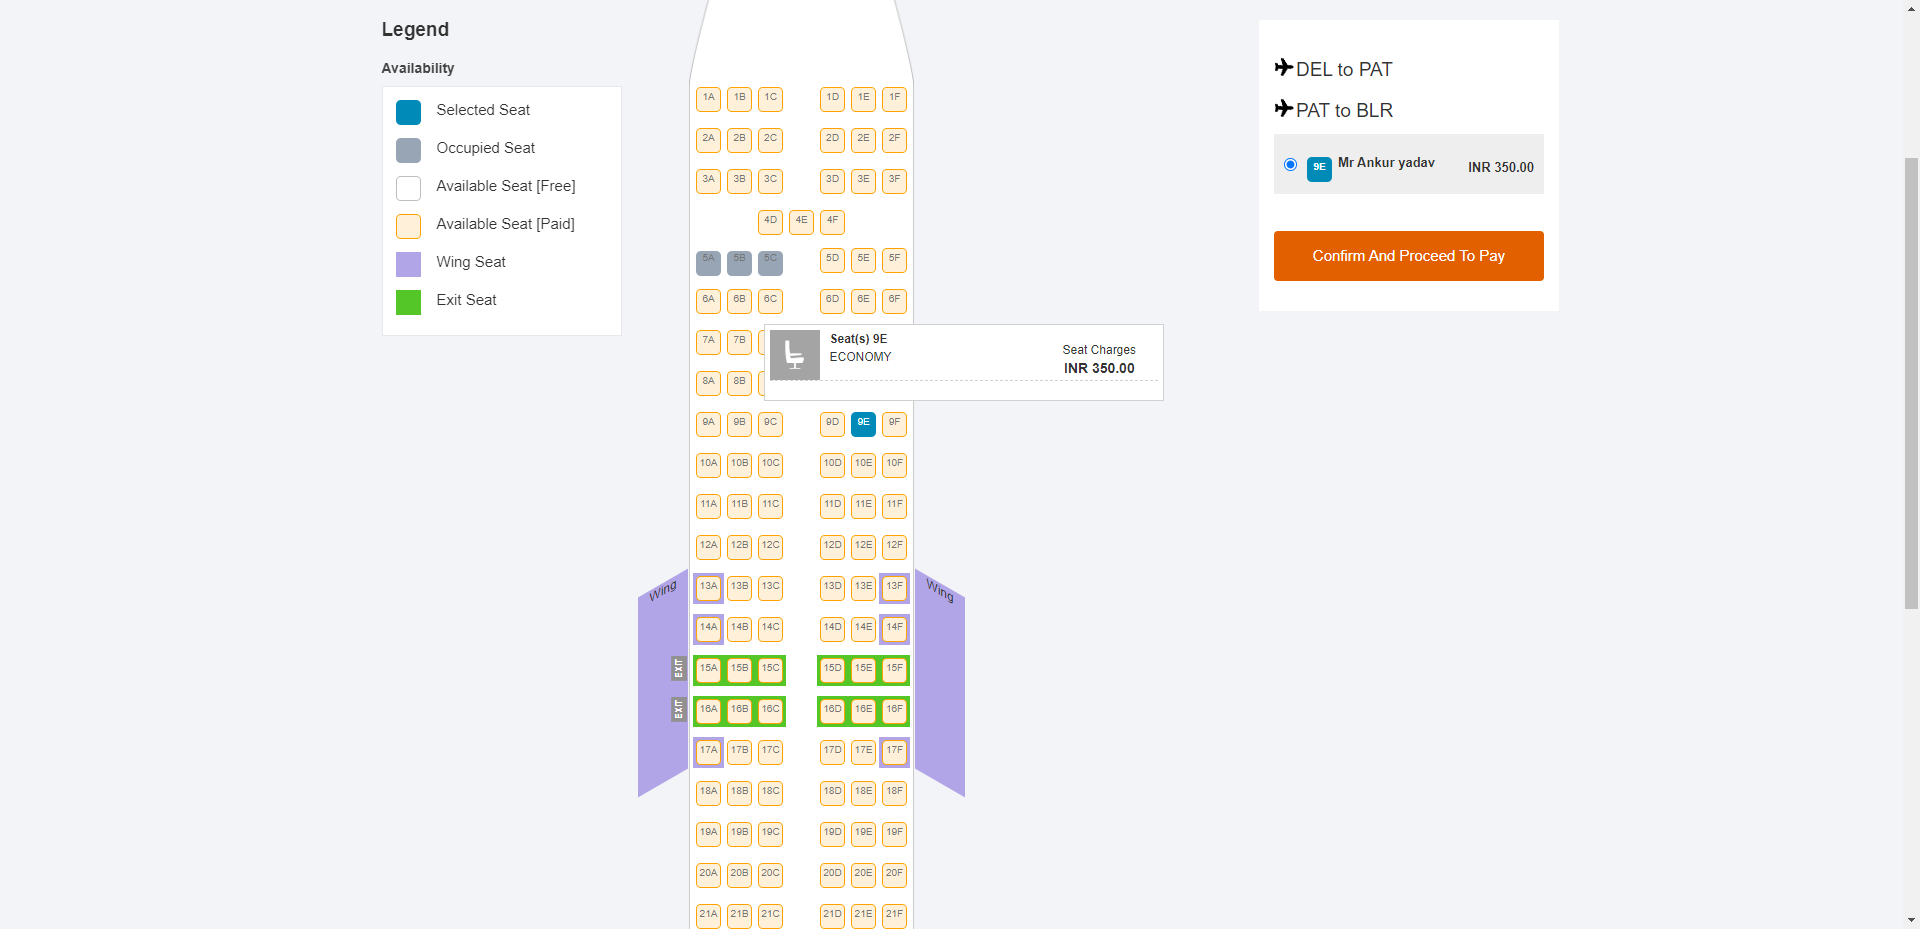 Legend
Availability
Selected Seat
Occupied Seat
Available Seat [Free]
Available Seat [Paid]
Wing Seat
Exit Seat
1A 1B 1C 1D 1E 1F
2A 2B 2C 2D 2E 2F
3A 3B 3C 3D 3E 3F
4D 4E 4F
5A 5B 5C 5D 5E 5F
6A 6B 6C 6D 6E 6F
7A 7B
8A 8B
Seat(s) 9E
ECONOMY
Seat Charges
INR 350.00
9A 9B 9C 9D 9E 9F
10A 10B 10C 10D 10E 10F
11A 11B 11C 11D 11E 11F
12A 12B 12C 12D 12E 12F
Wing
13A 13B 13C 13D 13E 13F
Wing
14A 14B 14C 14D 14E 14F
EXIT 15A 15B 15C 15D 15E 15F
EXIT 16A 16B 16C 16D 16E 16F
17A 17B 17C 17D 17E 17F
18A 18B 18C 18D 18E 18F
19A 19B 19C 19D 19E 19F
20A 20B 20C 20D 20E 20F
21A 21B 21C 21D 21E 21F
DEL to PAT
PAT to BLR
9E Mr Ankur yadav INR 350.00
Confirm And Proceed To Pay